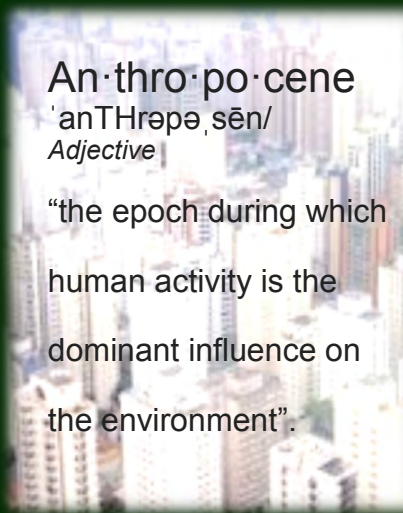 An·thro·po·cene
ˈanTHrəpəˌsēn/
Adjective
“the epoch during which
human activity is the
dominant influence on
the environment”.